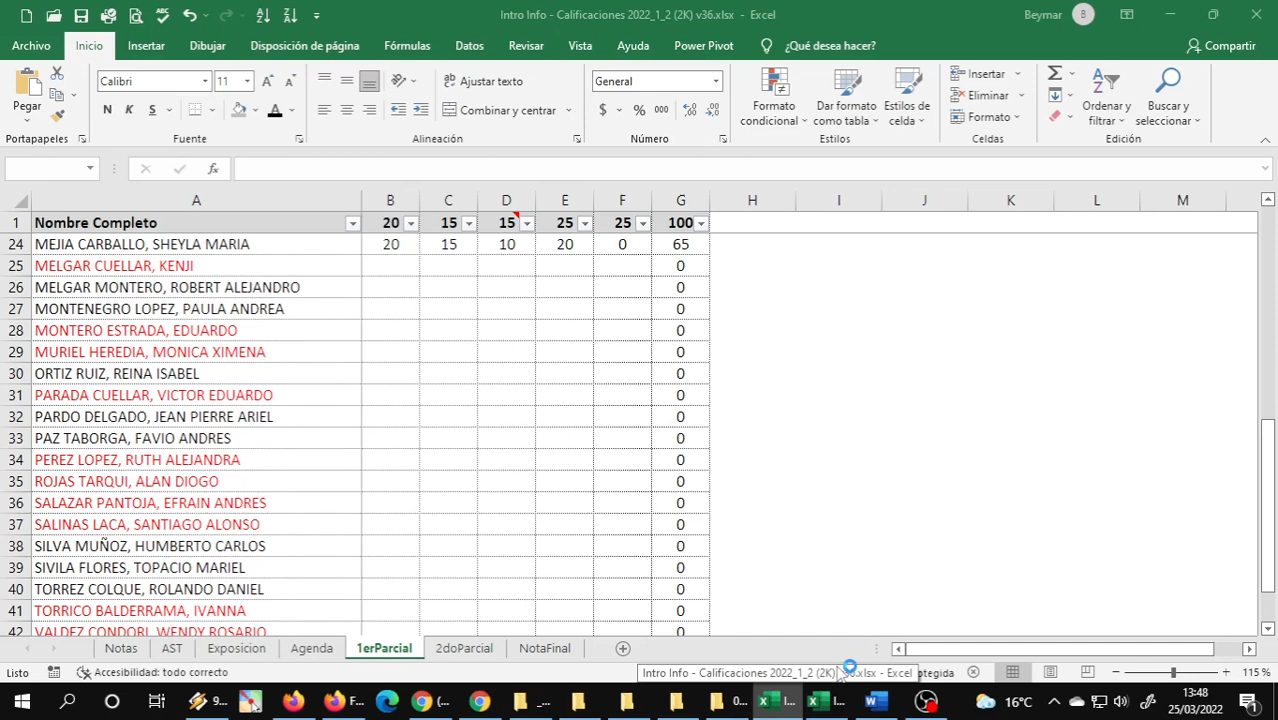 Intro Info - Calificaciones 2022_1_2 (2K) v36.xlsx - Excel
Beymar
B
Archivo Inicio Insertar Dibujar Disposición de página Fórmulas Datos Revisar Vista Ayuda Power Pivot ¿Qué desea hacer? Compartir
Pegar
Calibri 11
N K S
Ajustar texto
Combinar y centrar
General
$ % 000
Formato condicional
Dar formato como tabla
Estilos de celda
Insertar
Eliminar
Formato
Ordenar y filtrar
Buscar y seleccionar
Portapapeles Fuente Alineación Número Estilos Celdas Edición
A B C D E F G H I J K L M
1 Nombre Completo 20 15 15 25 25 100
24 MEJIA CARBALLO, SHEYLA MARIA 20 15 10 20 0 65
25 MELGAR CUELLAR, KENJI 0
26 MELGAR MONTERO, ROBERT ALEJANDRO 0
27 MONTENEGRO LOPEZ, PAULA ANDREA 0
28 MONTERO ESTRADA, EDUARDO 0
29 MURIEL HEREDIA, MONICA XIMENA 0
30 ORTIZ RUIZ, REINA ISABEL 0
31 PARADA CUELLAR, VICTOR EDUARDO 0
32 PARDO DELGADO, JEAN PIERRE ARIEL 0
33 PAZ TABORGA, FAVIO ANDRES 0
34 PEREZ LOPEZ, RUTH ALEJANDRA 0
35 ROJAS TARQUI, ALAN DIOGO 0
36 SALAZAR PANTOJA, EFRAIN ANDRES 0
37 SALINAS LACA, SANTIAGO ALONSO 0
38 SILVA MUÑOZ, HUMBERTO CARLOS 0
39 SIVILA FLORES, TOPACIO MARIEL 0
40 TORREZ COLQUE, ROLANDO DANIEL 0
41 TORRICO BALDERRAMA, IVANNA 0
42 VALDEZ CONDORI, WENDY ROSARIO 0
Notas AST Exposicion Agenda 1erParcial 2doParcial NotaFinal
Listo Accesibilidad: todo correcto
Intro Info - Calificaciones 2022_1_2 (2K) v36.xlsx - Excel
115 %
9... F... (... (... _... 0... I... I...
16°C
13:48
25/03/2022